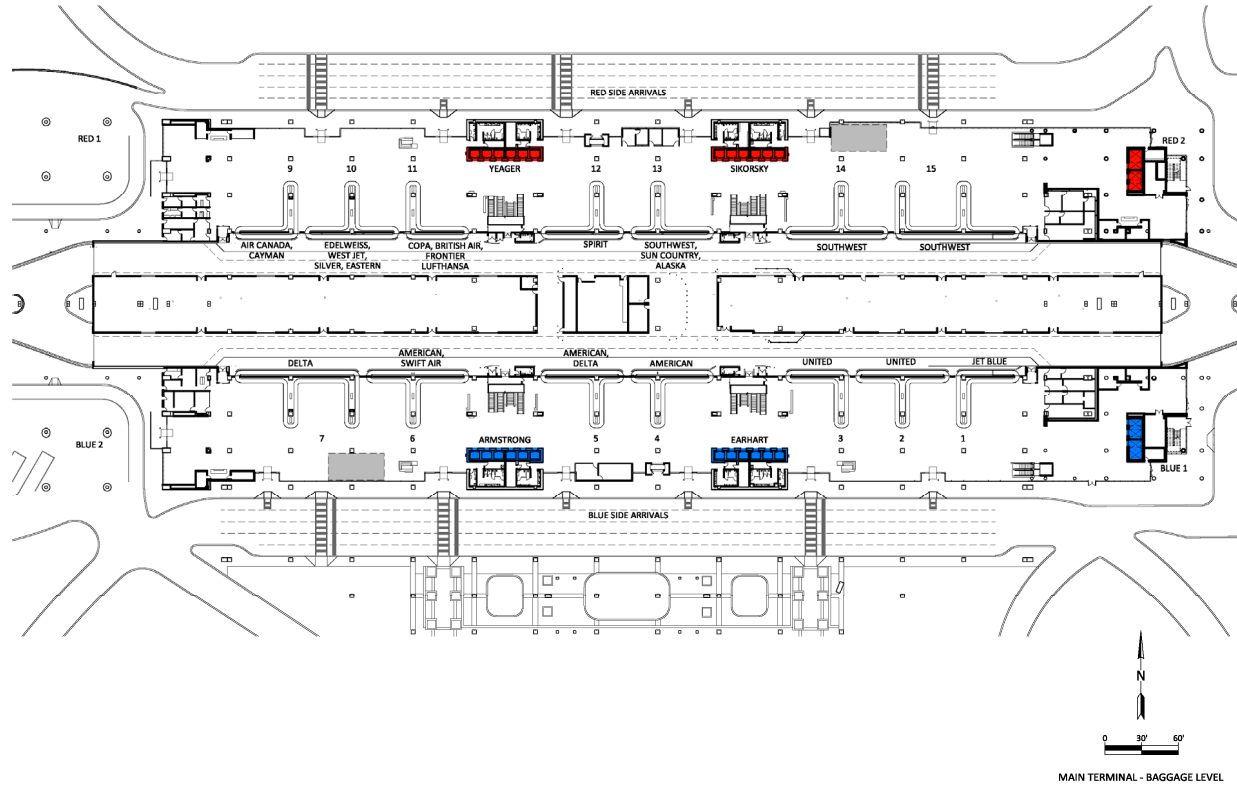 RED SIDE ARRIVALS
RED 1
RED 2
9
10
11
YEAGER
12
13
SIKORSKY
14
15
AIR CANADA,
CAYMAN
EDELWEISS,
WEST JET,
SILVER, EASTERN
COPA, BRITISH AIR,
FRONTIER
LUFTHANSA
SPIRIT
SOUTHWEST,
SUN COUNTRY,
ALASKA
SOUTHWEST
SOUTHWEST
DELTA
AMERICAN,
SWIFT AIR
AMERICAN,
DELTA
AMERICAN
UNITED
UNITED
JET BLUE
BLUE 2
7
6
ARMSTRONG
5
4
EARHART
3
2
1
BLUE 1
BLUE SIDE ARRIVALS
N
0 30' 60'
MAIN TERMINAL - BAGGAGE LEVEL